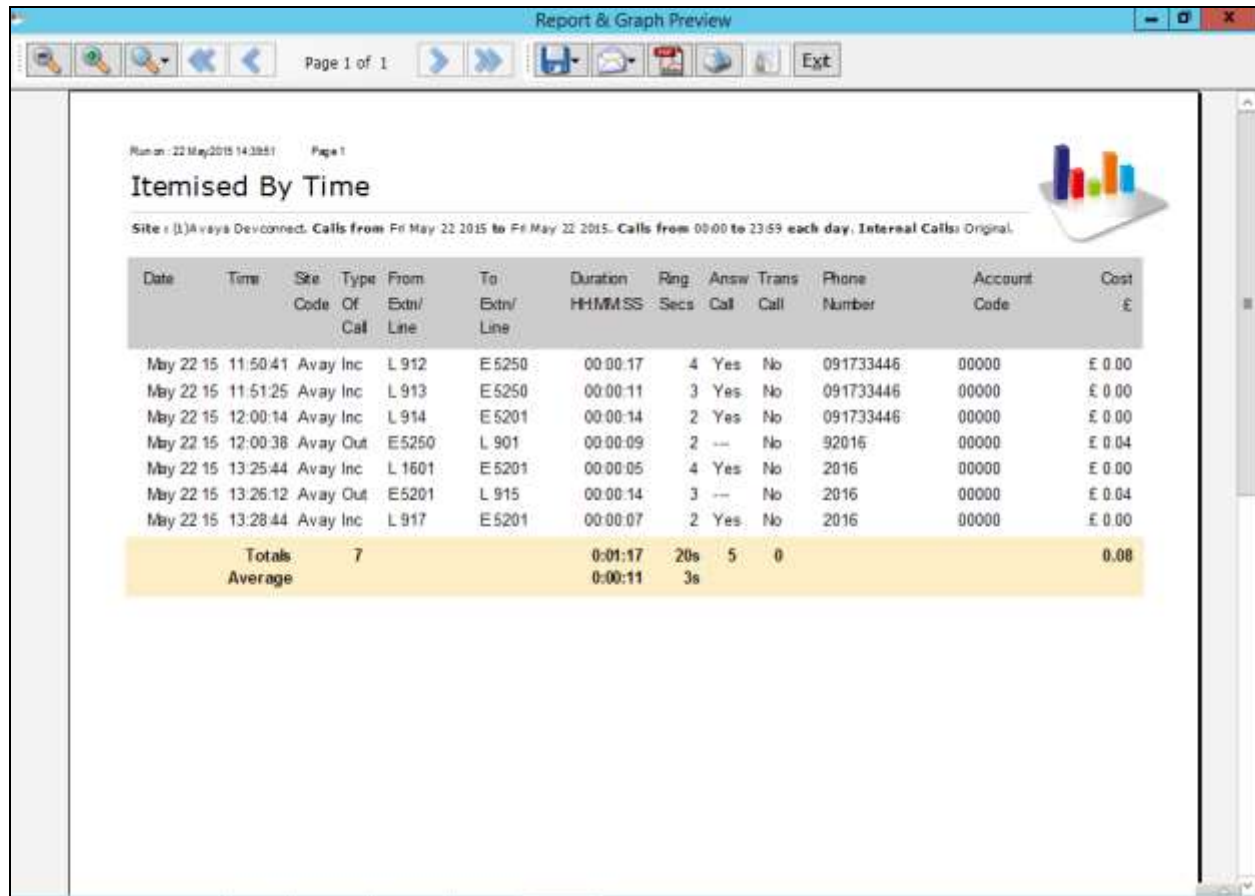 Report & Graph Preview
Page 1 of 1
Ext
Run on : 22 May2015 14:39:51 Page 1
Itemised By Time
Site : (1)Avaya Devconnect. Calls from Fri May 22 2015 to Fri May 22 2015. Calls from 00:00 to 23:59 each day. Internal Calls: Original.
Date Time Site Type From To Duration Ring Answ Trans Phone Account Cost
Code Of Extn/ Extn/ HH:MM:SS Secs Call Call Number Code £
Call Line Line
May 22 15 11:50:41 Avay Inc L 912 E 5250 00:00:17 4 Yes No 091733446 00000 £ 0.00
May 22 15 11:51:25 Avay Inc L 913 E 5250 00:00:11 3 Yes No 091733446 00000 £ 0.00
May 22 15 12:00:14 Avay Inc L 914 E 5201 00:00:14 2 Yes No 091733446 00000 £ 0.00
May 22 15 12:00:38 Avay Out E 5250 L 901 00:00:09 2 --- No 92016 00000 £ 0.04
May 22 15 13:25:44 Avay Inc L 1601 E 5201 00:00:05 4 Yes No 2016 00000 £ 0.00
May 22 15 13:26:12 Avay Out E 5201 L 915 00:00:14 3 --- No 2016 00000 £ 0.04
May 22 15 13:28:44 Avay Inc L 917 E 5201 00:00:07 2 Yes No 2016 00000 £ 0.00
Totals 7 0:01:17 20s 5 0 0.08
Average 0:00:11 3s